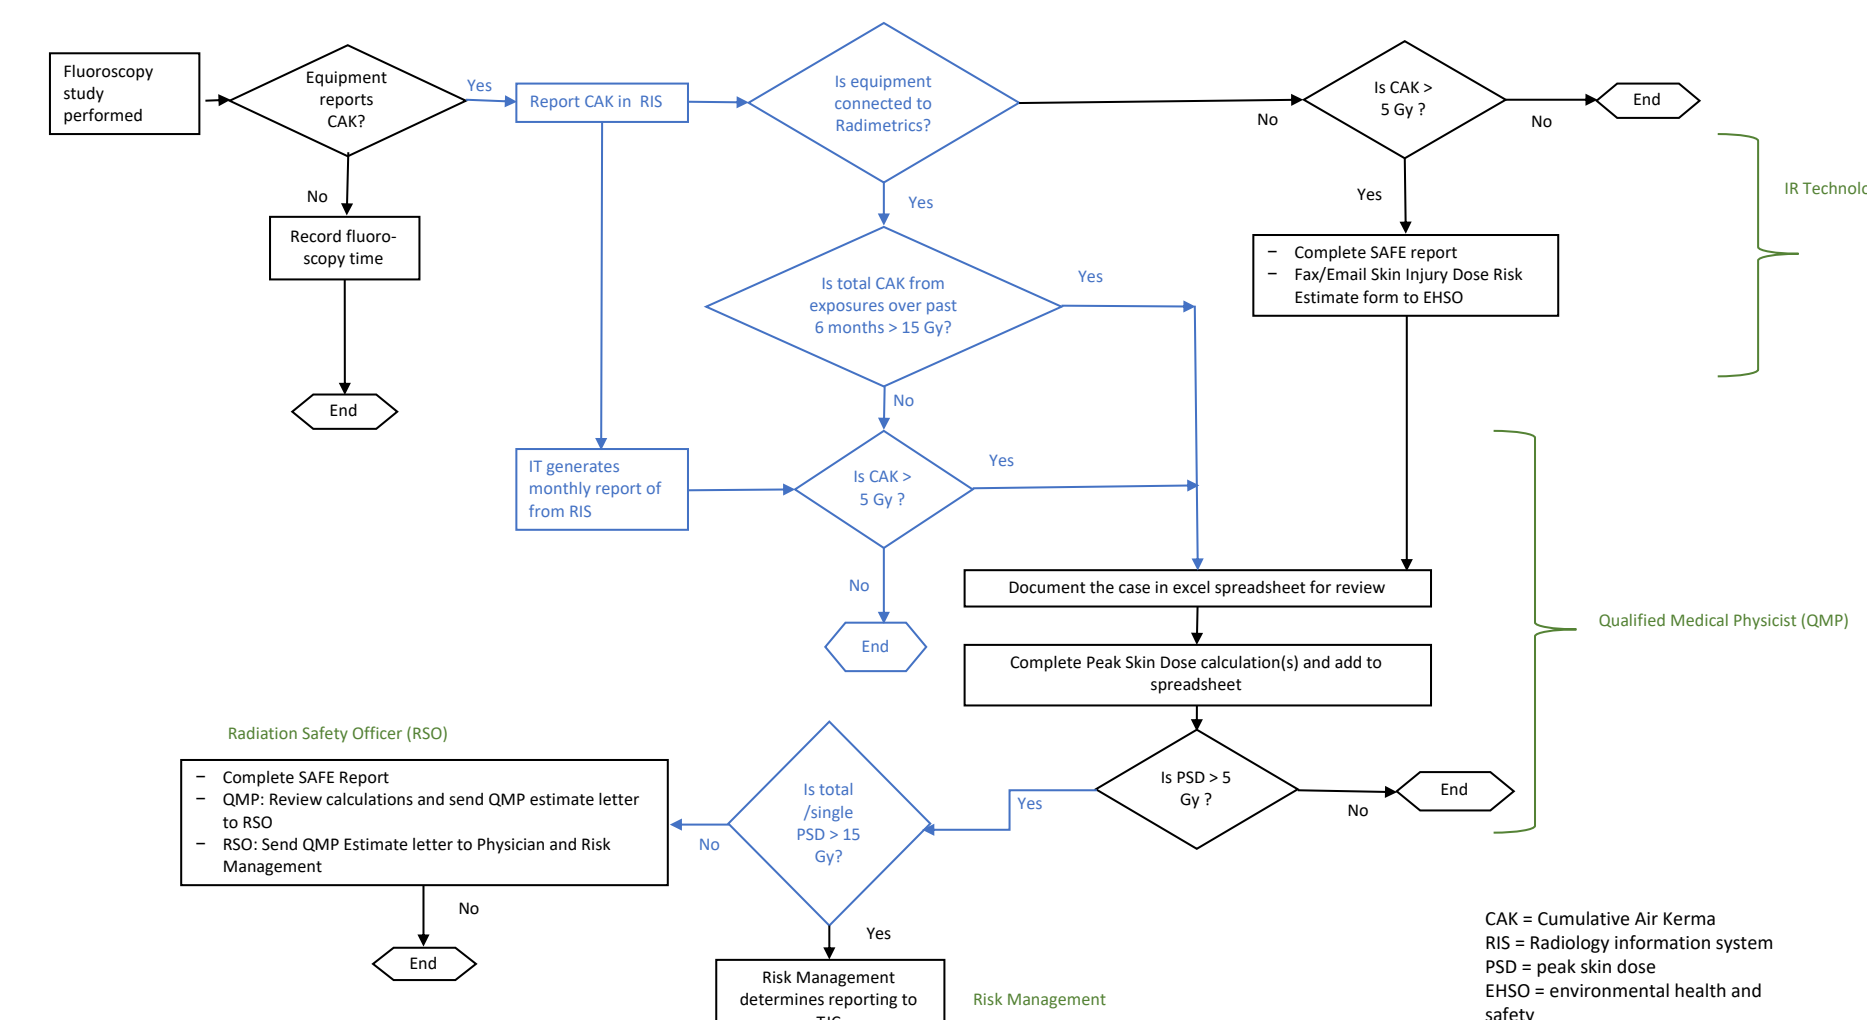 Fluoroscopy
study
performed
Equipment
reports
CAK?
Yes
Report CAK in RIS
Is equipment
connected to
Radimetrics?
No
Is CAK >
5 Gy ?
No
End
No
Record fluoro-
scopy time
End
Yes
Yes
IR
– Complete SAFE report
– Fax/Email Skin Injury Dose Risk
Estimate form to EHSO
Is total CAK from
exposures over past
6 months > 15 Gy?
Yes
No
IT generates
monthly report of
from RIS
Is CAK >
5 Gy ?
Yes
No
End
Document the case in excel spreadsheet for review
Complete Peak Skin Dose calculation(s) and add to
spreadsheet
Qualified Medical Physicist (QMP)
Is PSD > 5
Gy ?
No
End
Yes
Is total
/single
PSD > 15
Gy?
No
Radiation Safety Officer (RSO)
– Complete SAFE Report
– QMP: Review calculations and send QMP estimate letter
to RSO
– RSO: Send QMP Estimate letter to Physician and Risk
Management
No
End
Yes
Risk Management
determines reporting to
Risk Management
CAK = Cumulative Air Kerma
RIS = Radiology information system
PSD = peak skin dose
EHSO = environmental health and
safety